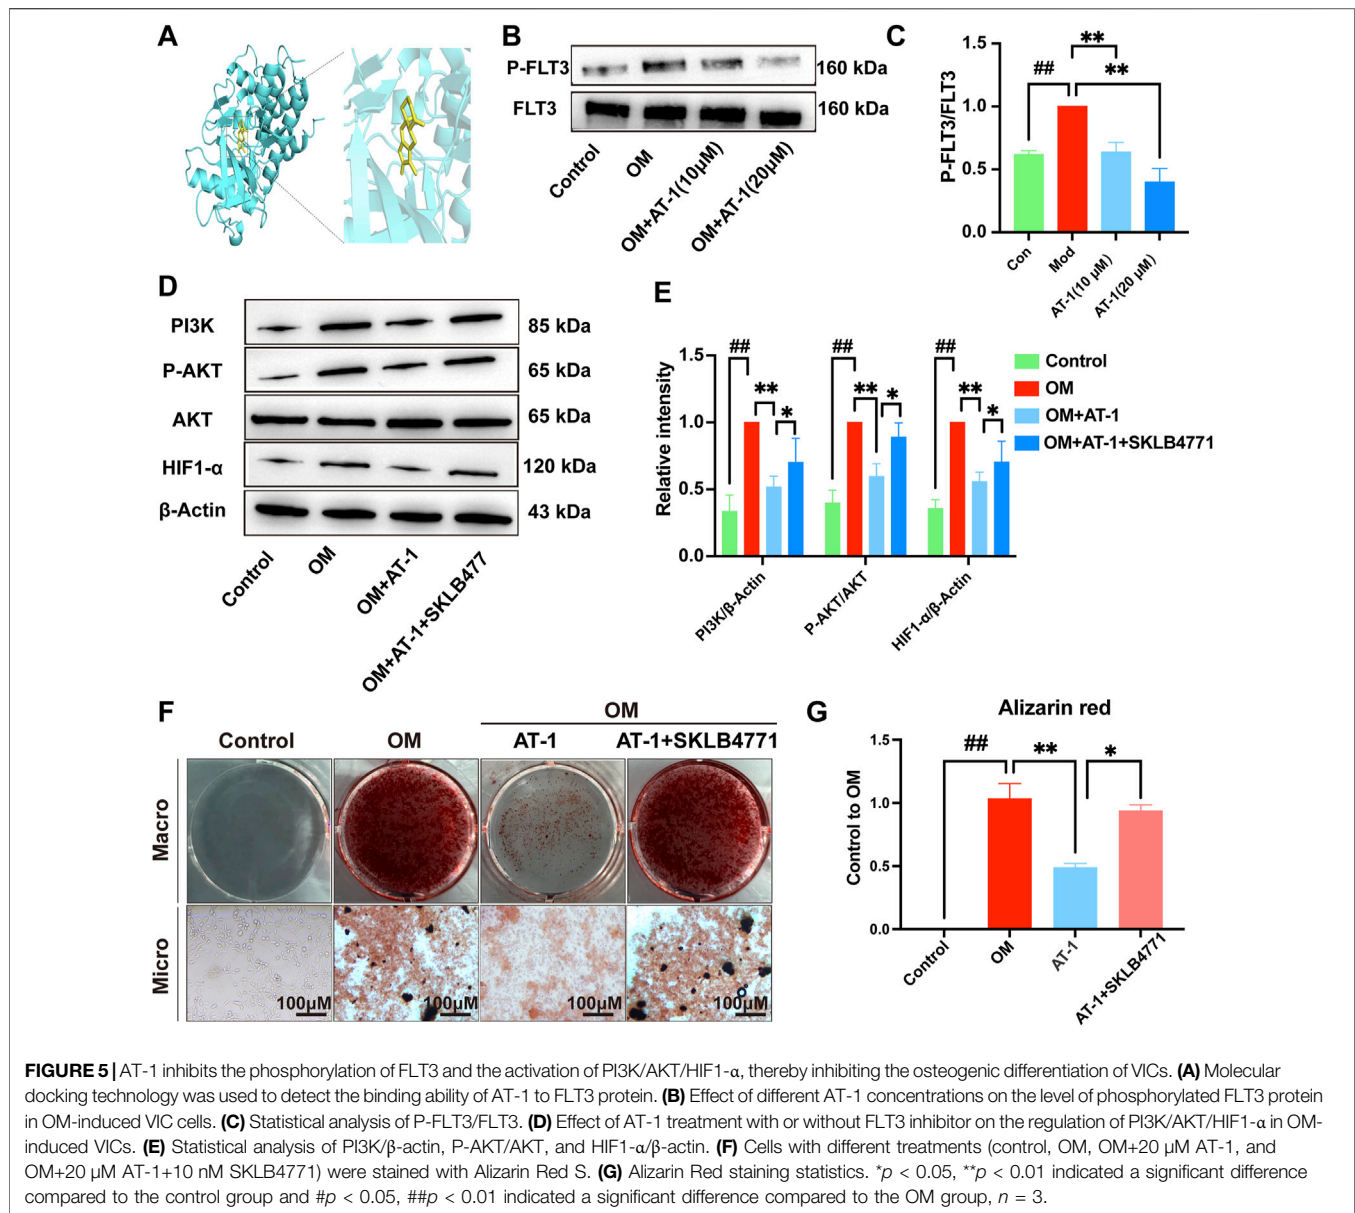 A
B
P-FLT3
160 kDa
FLT3
160 kDa
Control
OM
OM+AT-1(10μM)
OM+AT-1(20μM)
C
P-FLT3/FLT3
1.5
1.0
0.5
0.0
##
**
**
Con
Mod
AT-1(10 μM)
AT-1(20 μM)
D
PI3K
85 kDa
P-AKT
65 kDa
AKT
65 kDa
HIF1-α
120 kDa
β-Actin
43 kDa
Control
OM
OM+AT-1
OM+AT-1+SKLB477
E
Relative intensity
1.5
1.0
0.5
0.0
##
**
*
##
**
*
##
**
*
PI3K/β-Actin
P-AKT/AKT
HIF1-α/β-Actin
Control
OM
OM+AT-1
OM+AT-1+SKLB4771
F
OM
Control
OM
AT-1
AT-1+SKLB4771
Macro
Micro
100μM
100μM
100μM
100μM
G
Alizarin red
Control to OM
1.5
1.0
0.5
0.0
##
**
*
Control
OM
AT-1
AT-1+SKLB4771
FIGURE 5 | AT-1 inhibits the phosphorylation of FLT3 and the activation of PI3K/AKT/HIF1-α, thereby inhibiting the osteogenic differentiation of VICs. (A) Molecular
docking technology was used to detect the binding ability of AT-1 to FLT3 protein. (B) Effect of different AT-1 concentrations on the level of phosphorylated FLT3 protein
in OM-induced VIC cells. (C) Statistical analysis of P-FLT3/FLT3. (D) Effect of AT-1 treatment with or without FLT3 inhibitor on the regulation of PI3K/AKT/HIF1-α in OM-
induced VICs. (E) Statistical analysis of PI3K/β-actin, P-AKT/AKT, and HIF1-α/β-actin. (F) Cells with different treatments (control, OM, OM+20 μM AT-1, and
OM+20 μM AT-1+10 nM SKLB4771) were stained with Alizarin Red S. (G) Alizarin Red staining statistics. *p < 0.05, **p < 0.01 indicated a significant difference
compared to the control group and #p < 0.05, ##p < 0.01 indicated a significant difference compared to the OM group, n = 3.